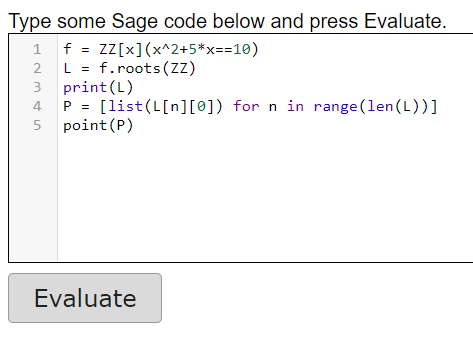 Type some Sage code below and press Evaluate.
1 f = ZZ[x](x^2+5*x==10)
2 L = f.roots(ZZ)
3 print(L)
4 P = [list(L[n][0]) for n in range(len(L))]
5 point(P)
Evaluate